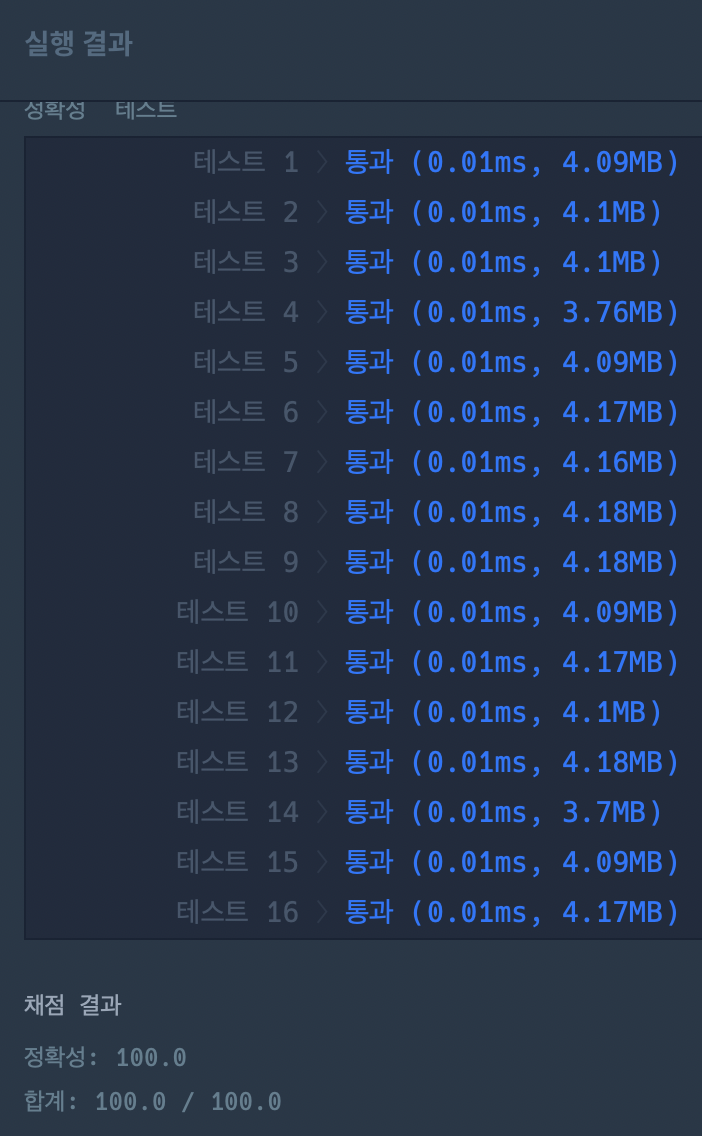 실행 결과
정확성 테스트
테스트 1 〉 통과 (0.01ms, 4.09MB)
테스트 2 〉 통과 (0.01ms, 4.1MB)
테스트 3 〉 통과 (0.01ms, 4.1MB)
테스트 4 〉 통과 (0.01ms, 3.76MB)
테스트 5 〉 통과 (0.01ms, 4.09MB)
테스트 6 〉 통과 (0.01ms, 4.17MB)
테스트 7 〉 통과 (0.01ms, 4.16MB)
테스트 8 〉 통과 (0.01ms, 4.18MB)
테스트 9 〉 통과 (0.01ms, 4.18MB)
테스트 10 〉 통과 (0.01ms, 4.09MB)
테스트 11 〉 통과 (0.01ms, 4.17MB)
테스트 12 〉 통과 (0.01ms, 4.1MB)
테스트 13 〉 통과 (0.01ms, 4.18MB)
테스트 14 〉 통과 (0.01ms, 3.7MB)
테스트 15 〉 통과 (0.01ms, 4.09MB)
테스트 16 〉 통과 (0.01ms, 4.17MB)
채점 결과
정확성: 100.0
합계: 100.0 / 100.0